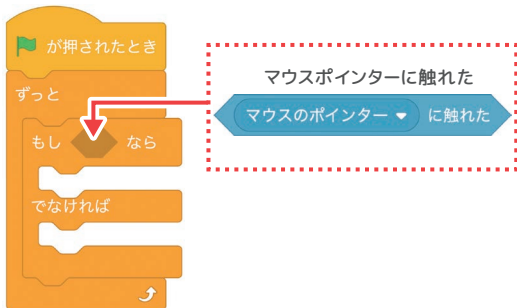 が押されたとき
ずっと
もし なら
でなければ
マウスポインターに触れた
マウスのポインター に触れた